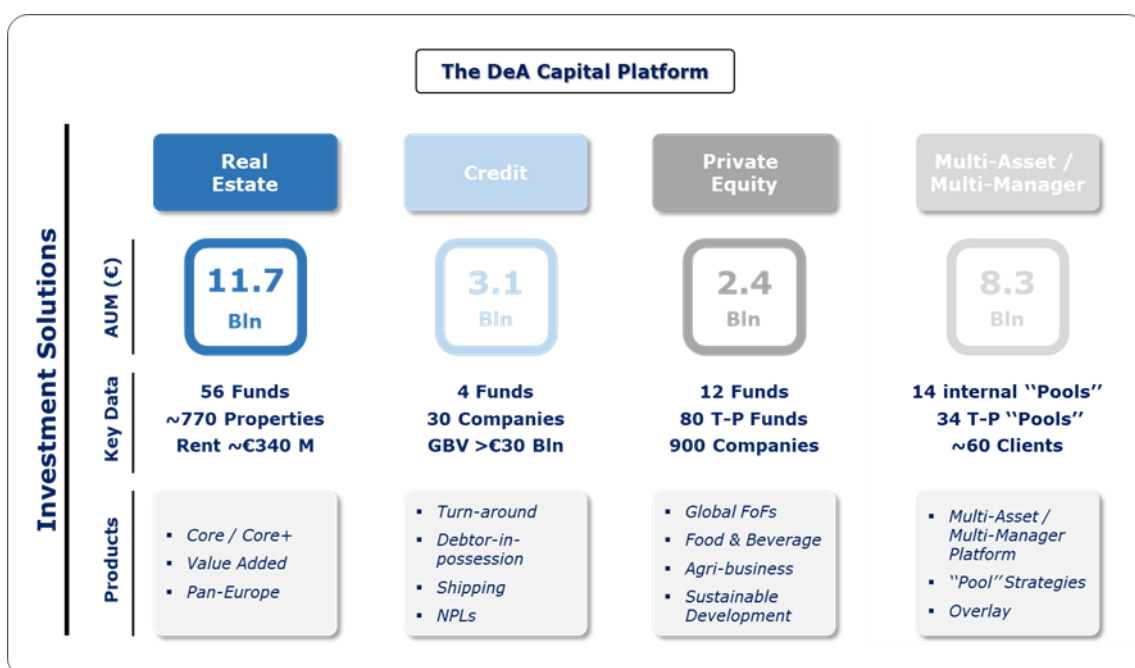 The DeA Capital Platform
Investment Solutions
Real
Estate
Credit
Private
Equity
Multi-Asset /
Multi-Manager
AUM (€)
11.7
Bln
3.1
Bln
2.4
Bln
8.3
Bln
Key Data
56 Funds
~770 Properties
Rent ~€340 M
4 Funds
30 Companies
GBV >€30 Bln
12 Funds
80 T-P Funds
900 Companies
14 internal “Pools”
34 T-P “Pools”
~60 Clients
Products
▪ Core / Core+
▪ Value Added
▪ Pan-Europe
▪ Turn-around
▪ Debtor-in-
possession
▪ Shipping
▪ NPLs
▪ Global FoFs
▪ Food & Beverage
▪ Agri-business
▪ Sustainable
Development
▪ Multi-Asset /
Multi-Manager
Platform
▪ “Pool” Strategies
▪ Overlay